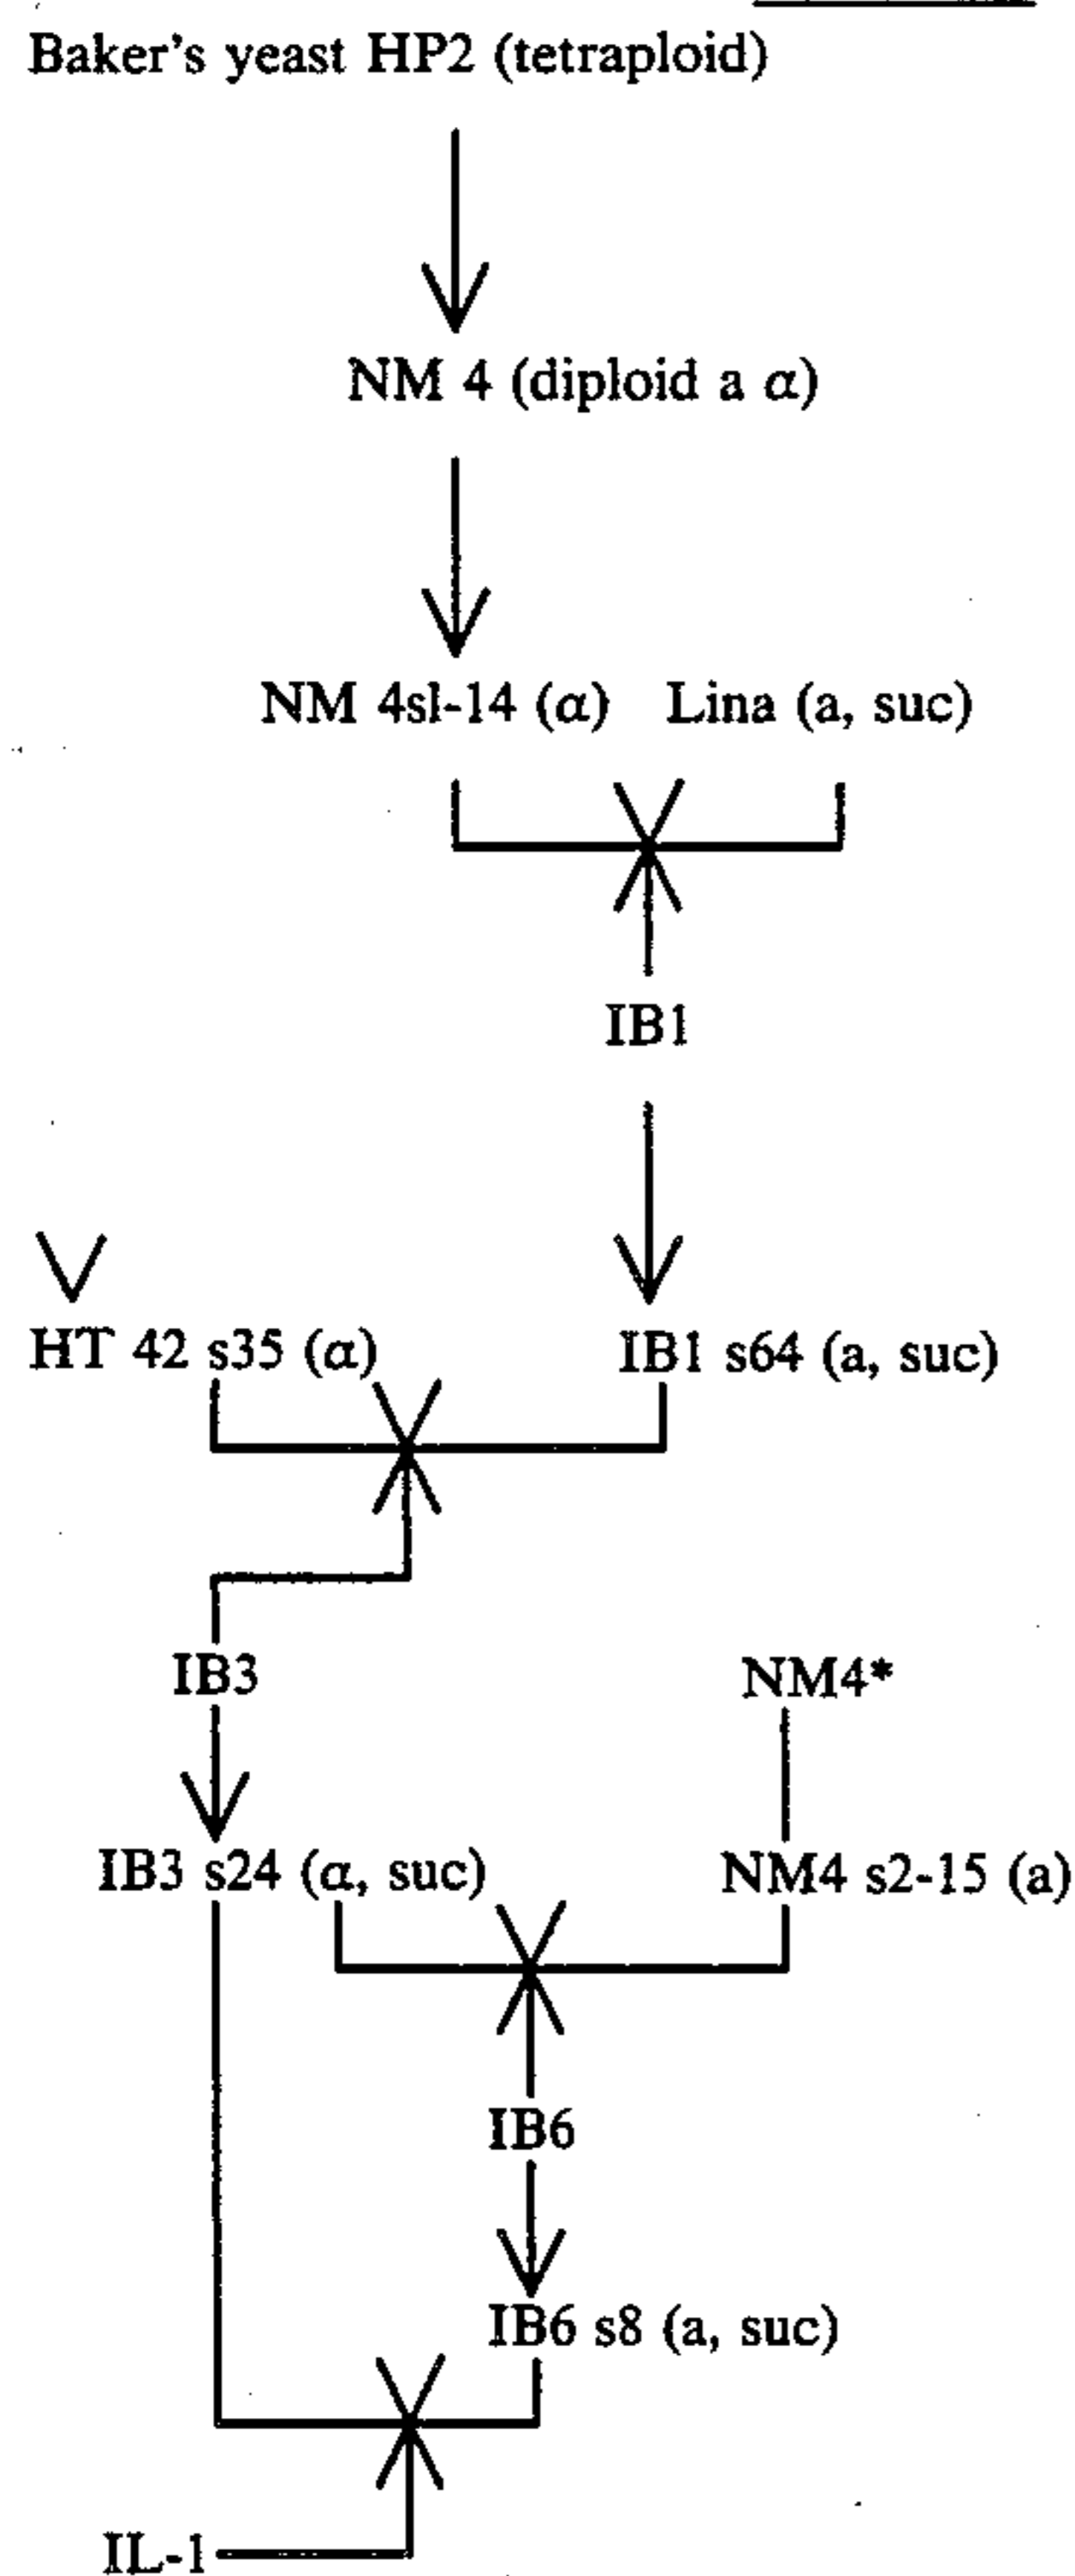 Baker's yeast HP2 (tetraploid)
NM 4 (diploid a α)
NM 4sl-14 (α) Lina (a, suc)
IB1
HT 42 s35 (α) IB1 s64 (a, suc)
IB3 NM4*
IB3 s24 (α, suc) NM4 s2-15 (a)
IB6
IB6 s8 (a, suc)
IL-1